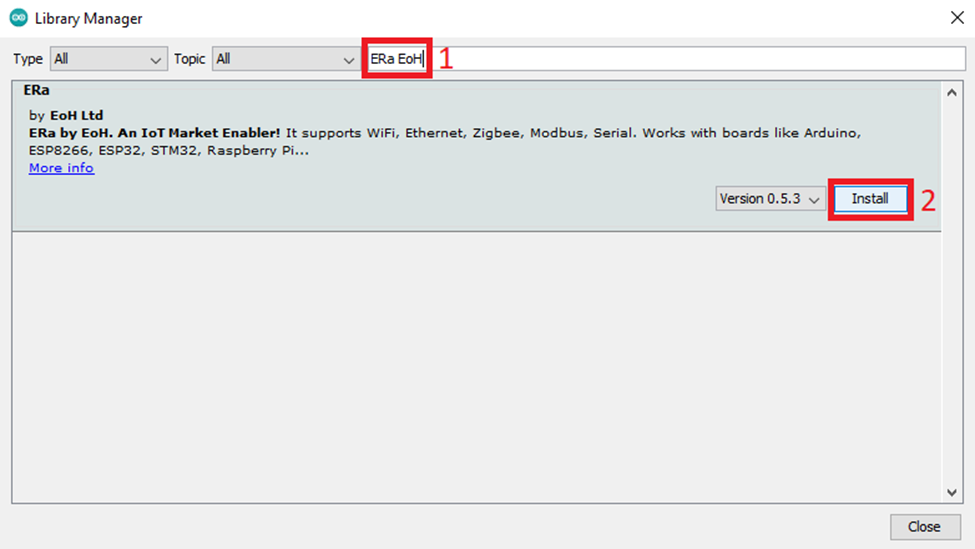 Library Manager
Type All Topic All ERa EoH 1
ERa
by EoH Ltd
ERa by EoH. An IoT Market Enabler! It supports WiFi, Ethernet, Zigbee, Modbus, Serial. Works with boards like Arduino,
ESP8266, ESP32, STM32, Raspberry Pi...
More info
Version 0.5.3 Install 2
Close